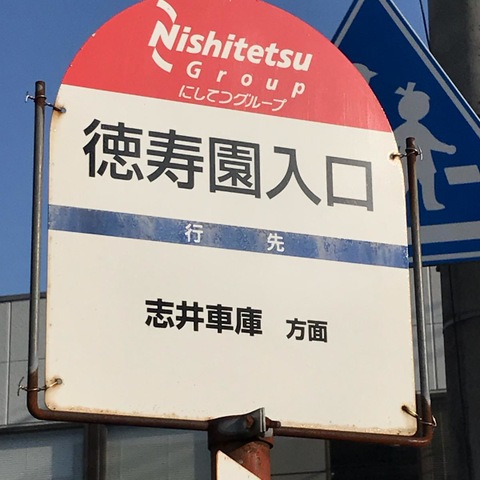 Nishitetsu
Group
にしてつグループ
徳寿園入口
行 先
志井車庫 方面